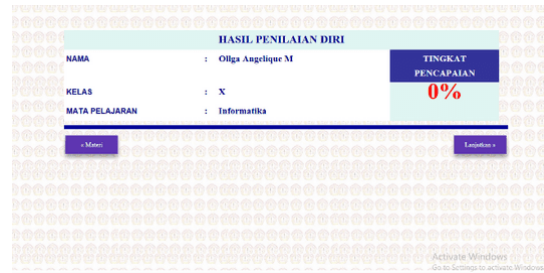 HASIL PENILAIAN DIRI
NAMA : Ollga Angelique M
TINGKAT
PENCAPAIAN
0%
KELAS : X
MATA PELAJARAN : Informatika
« Materi
Lanjutkan »
Activate Windows
Go to Settings to activate Windows